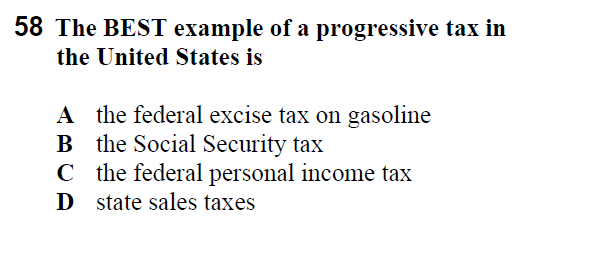 58 The BEST example of a progressive tax in
the United States is
A the federal excise tax on gasoline
B the Social Security tax
C the federal personal income tax
D state sales taxes